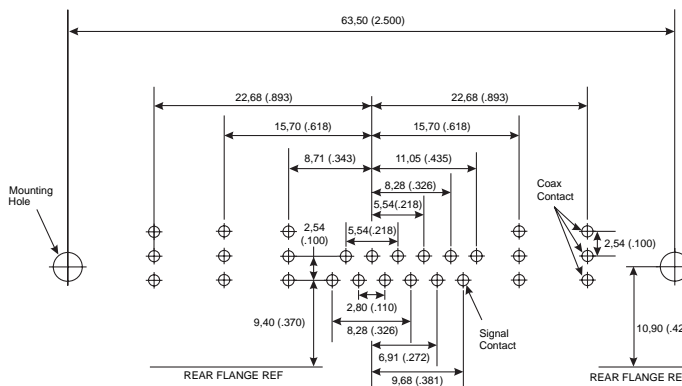 63,50 (2.500)
22,68 (.893)
22,68 (.893)
15,70 (.618)
15,70 (.618)
8,71 (.343)
11,05 (.435)
8,28 (.326)
5,54(.218)
Mounting
Hole
Coax
Contact
2,54
(.100)
5,54(.218)
2,54 (.100)
2,80 (.110)
9,40 (.370)
8,28 (.326)
Signal
Contact
10,90 (.42
6,91 (.272)
9,68 (.381)
REAR FLANGE REF
REAR FLANGE RE